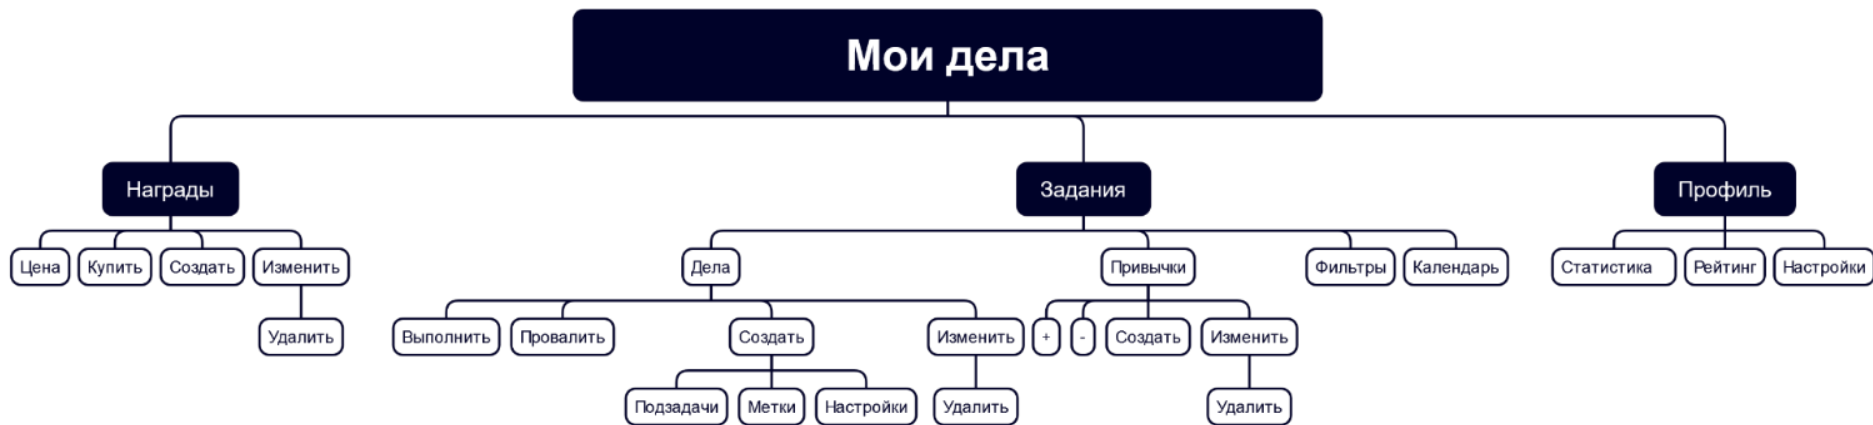 Мои дела
Награды
Задания
Профиль
Цена
Купить
Создать
Изменить
Дела
Привычки
Фильтры
Календарь
Статистика
Рейтинг
Настройки
Удалить
Выполнить
Провалить
Создать
Изменить
+
-
Создать
Изменить
Подзадачи
Метки
Настройки
Удалить
Удалить